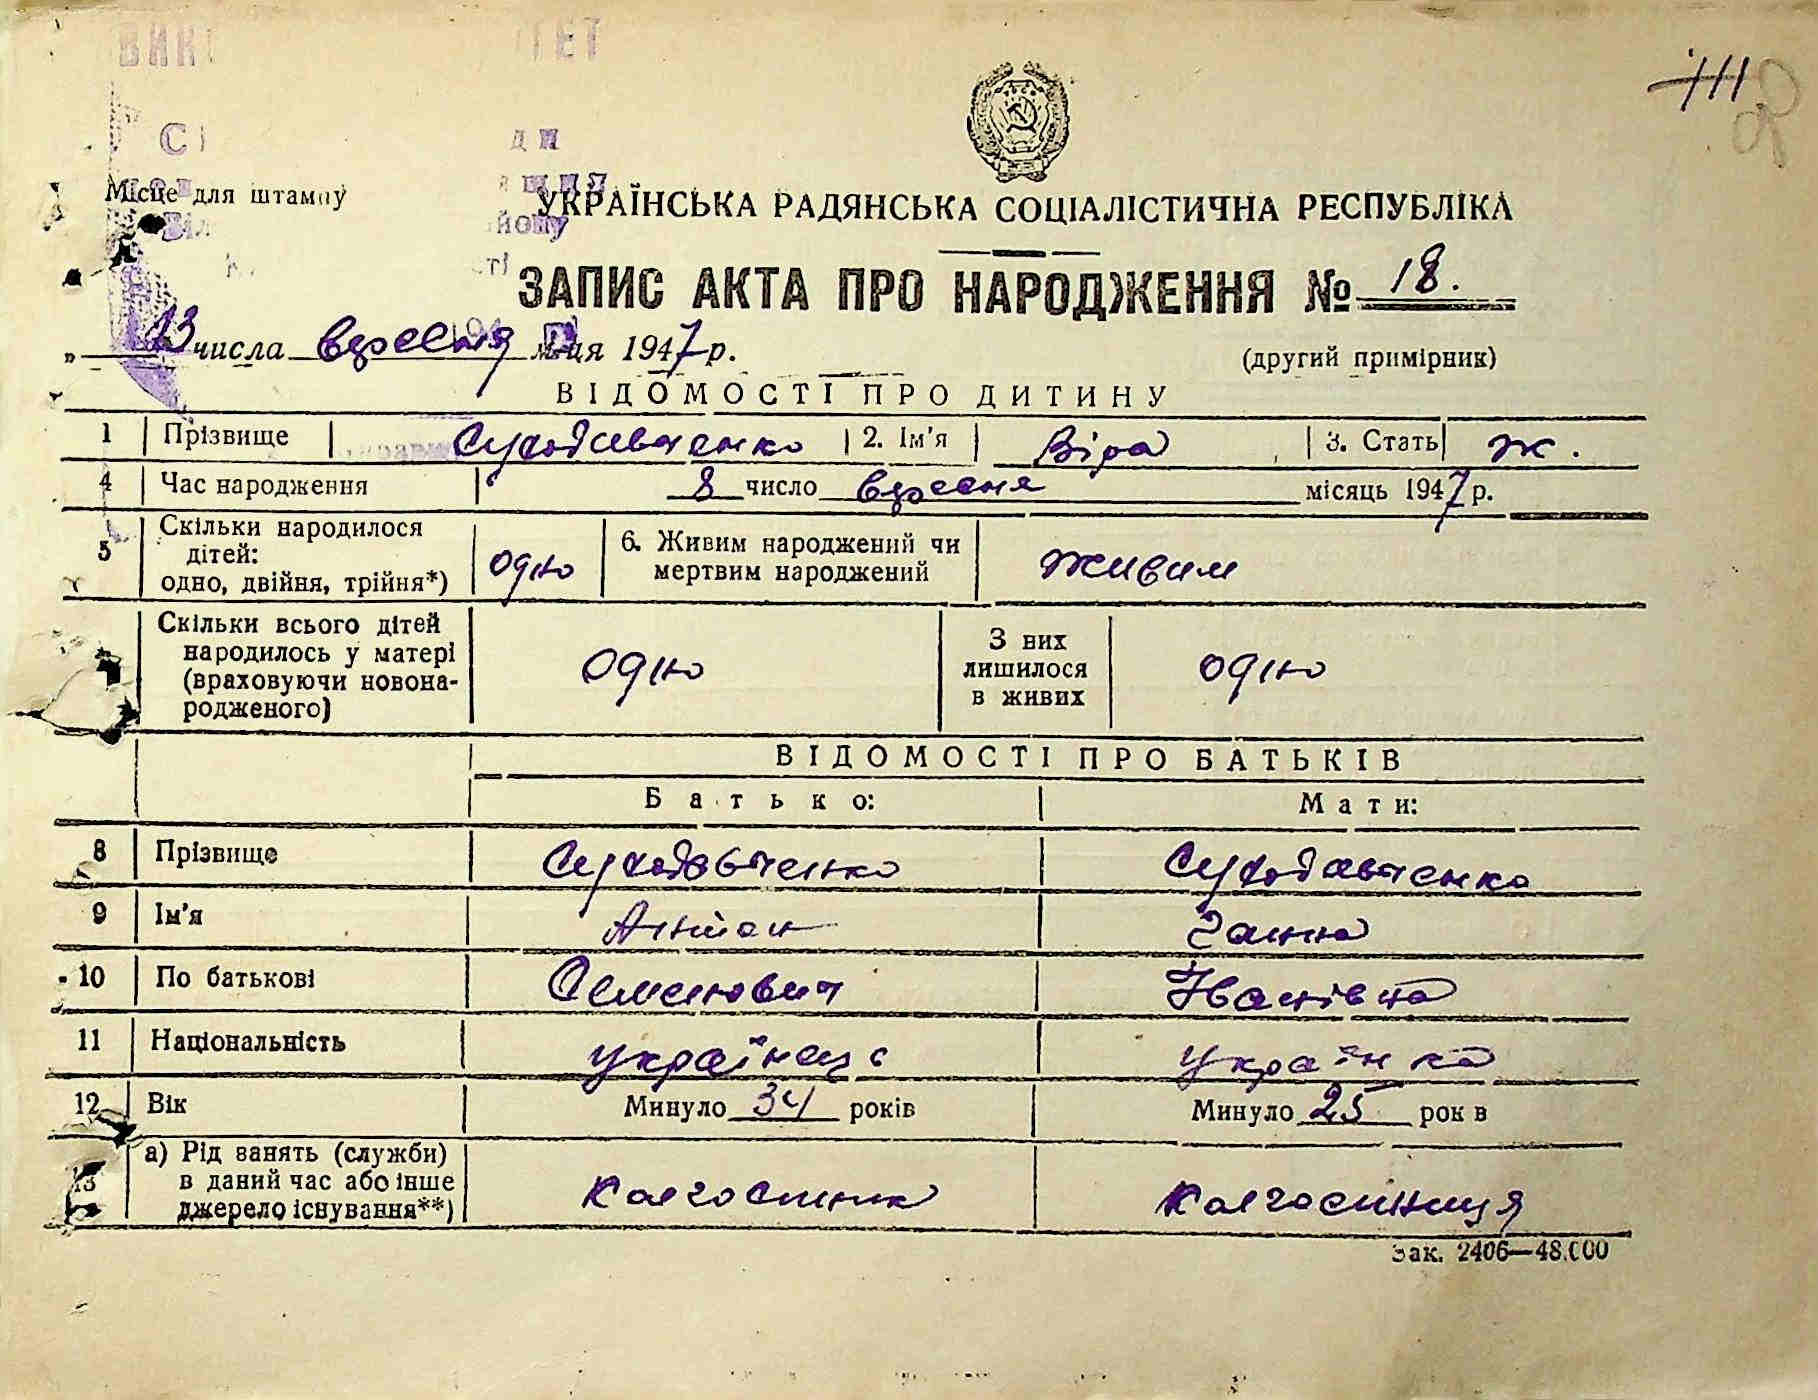 Місце для штампу
УКРАЇНСЬКА РАДЯНСЬКА СОЦІАЛІСТИЧНА РЕСПУБЛІКА
ЗАПИС АКТА ПРО НАРОДЖЕННЯ № 18.
„ 13 числа вересня м-ця 1947 р.
(другий примірник)
ВІДОМОСТІ ПРО ДИТИНУ
1 Прізвище 2. Ім'я Віра 3. Стать ж.
4 Час народження 8 число вересня місяць 1947 р.
5 Скільки народилося дітей: одно, двійня, трійня*) одно 6. Живим народжений чи мертвим народжений живим
Скільки всього дітей народилось у матері (враховуючи новонародженого) одно З них лишилося в живих одно
ВІДОМОСТІ ПРО БАТЬКІВ
Батько: Мати:
8 Прізвище
9 Ім'я Антон Ганна
10 По батькові Семенович Іванівна
11 Національність українець українка
12 Вік Минуло 34 років Минуло 25 рок в
13 а) Рід занять (служби) в даний час або інше джерело існування**) Колгоспник Колгоспниця
Зак. 2406—48.000